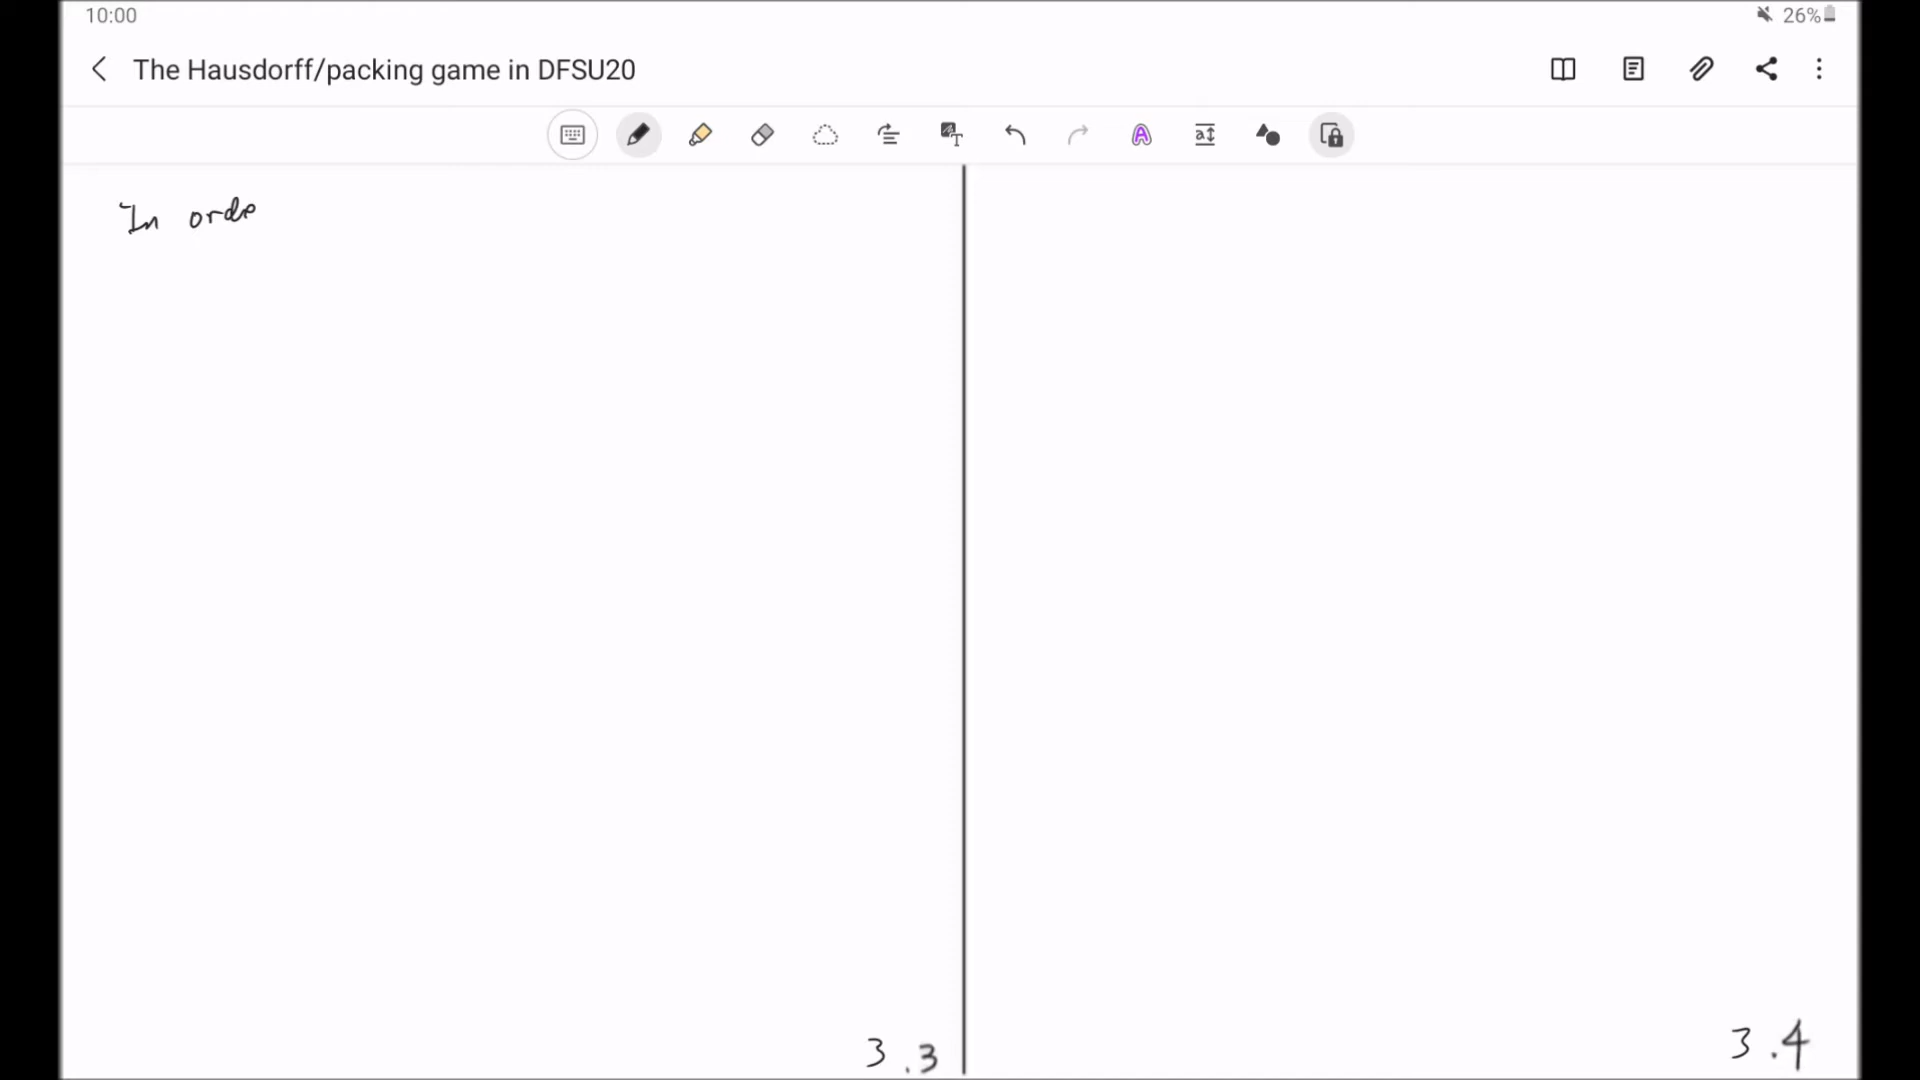 10:00
26%
The Hausdorff/packing game in DFSU20
In orde
3.3
3.4